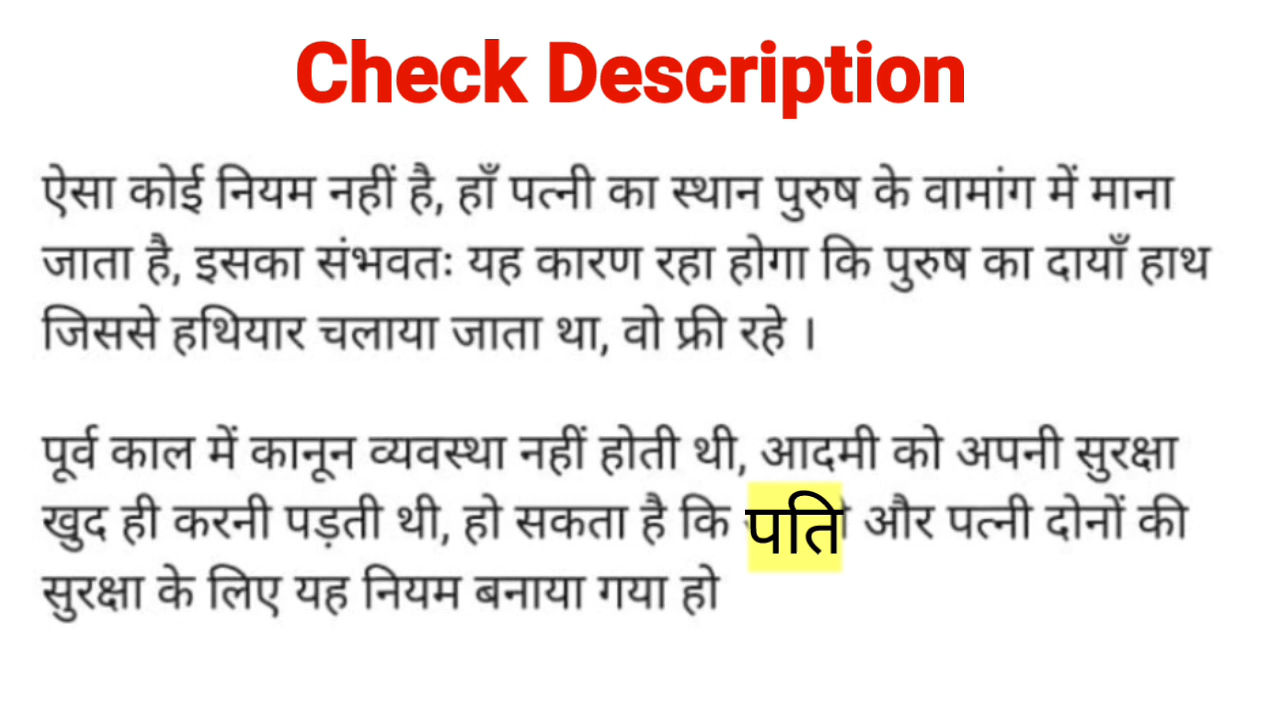 Check Description
ऐसा कोई नियम नहीं है, हाँ पत्नी का स्थान पुरुष के वामांग में माना
जाता है, इसका संभवतः यह कारण रहा होगा कि पुरुष का दायाँ हाथ
जिससे हथियार चलाया जाता था, वो फ्री रहे ।
पूर्व काल में कानून व्यवस्था नहीं होती थी, आदमी को अपनी सुरक्षा
खुद ही करनी पड़ती थी, हो सकता है कि पति और पत्नी दोनों की
सुरक्षा के लिए यह नियम बनाया गया हो